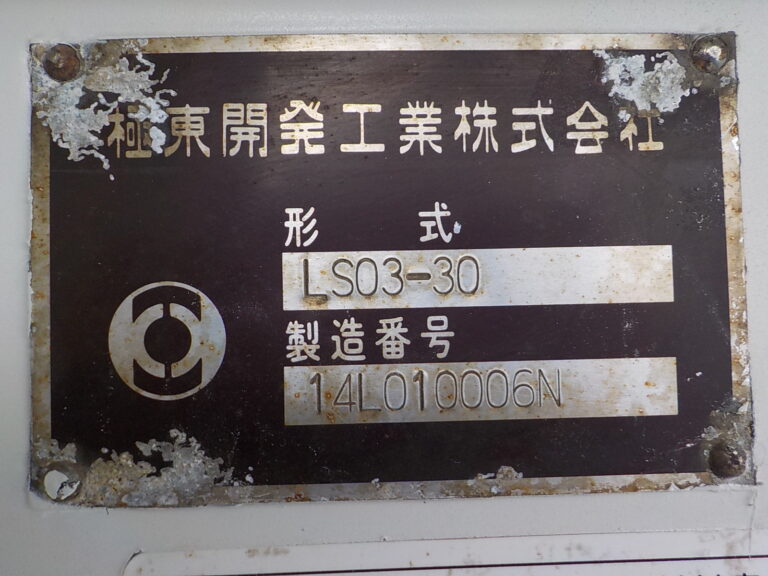 極東開発工業株式会社
形式
LS03-30
製造番号
14L010006N